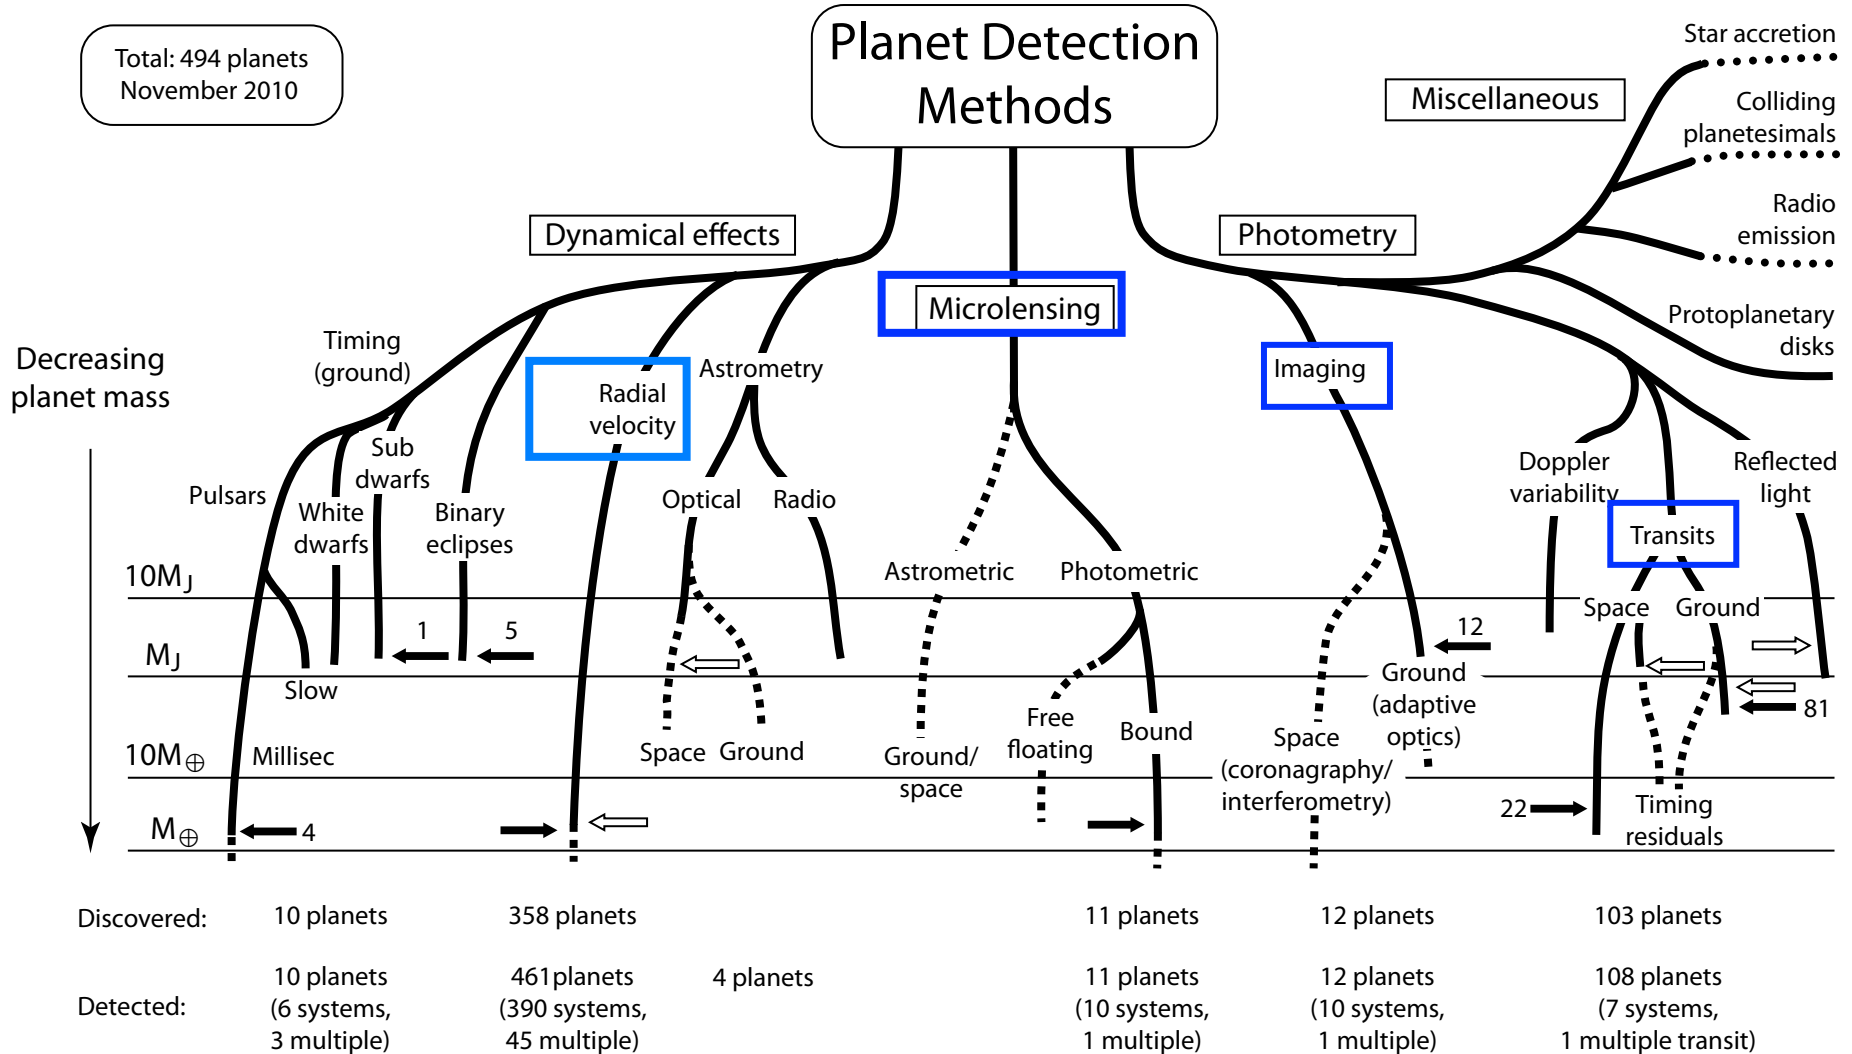 Total: 494 planets
November 2010
Planet Detection
Methods
Miscellaneous
Star accretion
Colliding
planetesimals
Radio
emission
Protoplanetary
disks
Dynamical effects
Microlensing
Photometry
Decreasing
planet mass
Timing
(ground)
Radial
velocity
Astrometry
Imaging
Pulsars
Sub
dwarfs
White
dwarfs
Binary
eclipses
Optical
Radio
Doppler
variability
Transits
Reflected
light
Astrometric
Photometric
Space
Ground
10M_J
M_J
10M⊕
M⊕
1
5
12
81
22
4
Slow
Millisec
Space
Ground
Ground/
space
Free
floating
Bound
Space
(coronagraphy/
interferometry)
Ground
(adaptive
optics)
Timing
residuals
Discovered:
10 planets
358 planets
11 planets
12 planets
103 planets
Detected:
10 planets
(6 systems,
3 multiple)
461planets
(390 systems,
45 multiple)
4 planets
11 planets
(10 systems,
1 multiple)
12 planets
(10 systems,
1 multiple)
108 planets
(7 systems,
1 multiple transit)